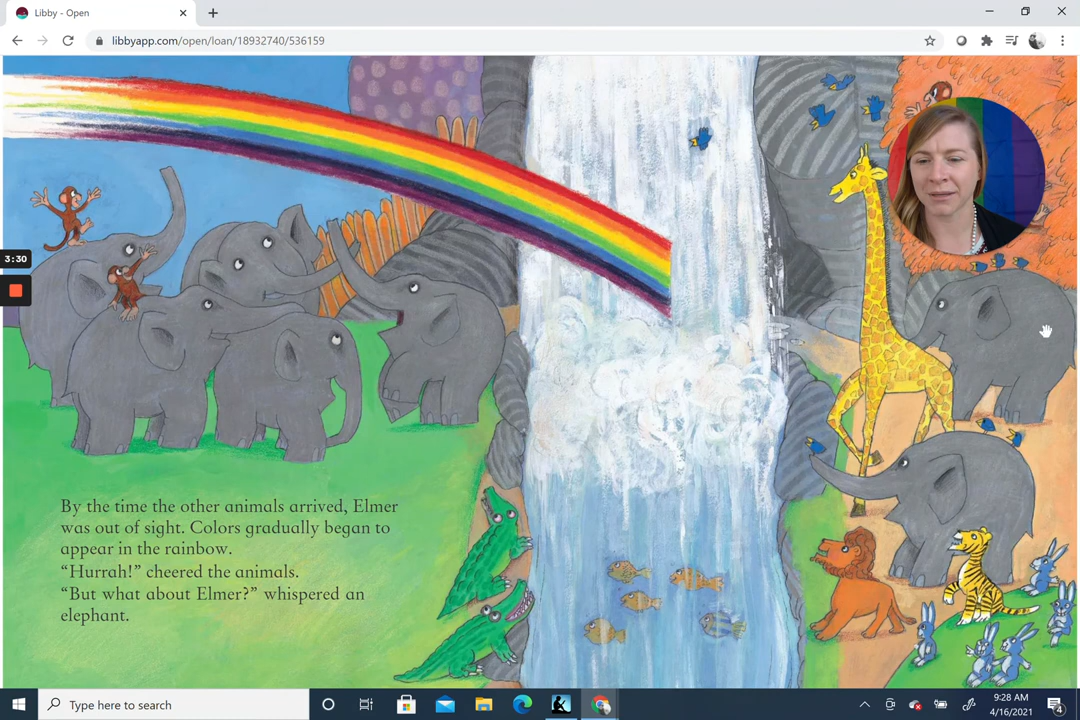 Libby - Open
libbyapp.com/open/loan/18932740/536159
3:30
By the time the other animals arrived, Elmer
was out of sight. Colors gradually began to
appear in the rainbow.
“Hurrah!” cheered the animals.
“But what about Elmer?” whispered an
elephant.
Type here to search
9:28 AM
4/16/2021
4